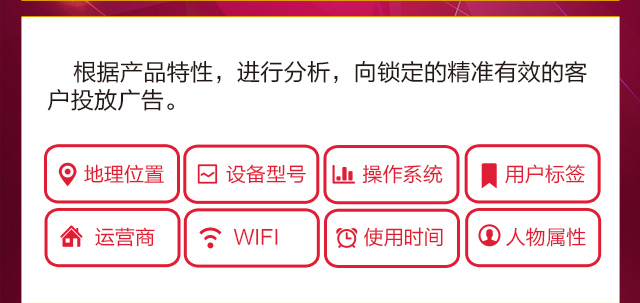 根据产品特性，进行分析，向锁定的精准有效的客
户投放广告。
地理位置 设备型号 操作系统 用户标签
运营商 WIFI 使用时间 人物属性